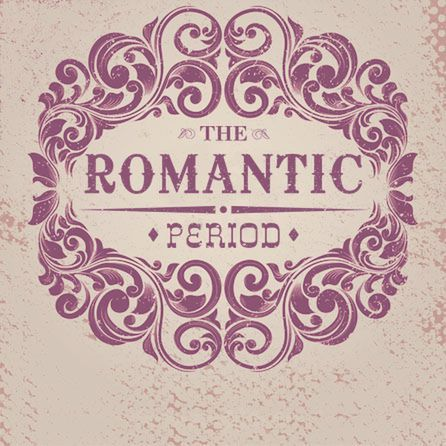 THE
ROMANTIC
PERIOD